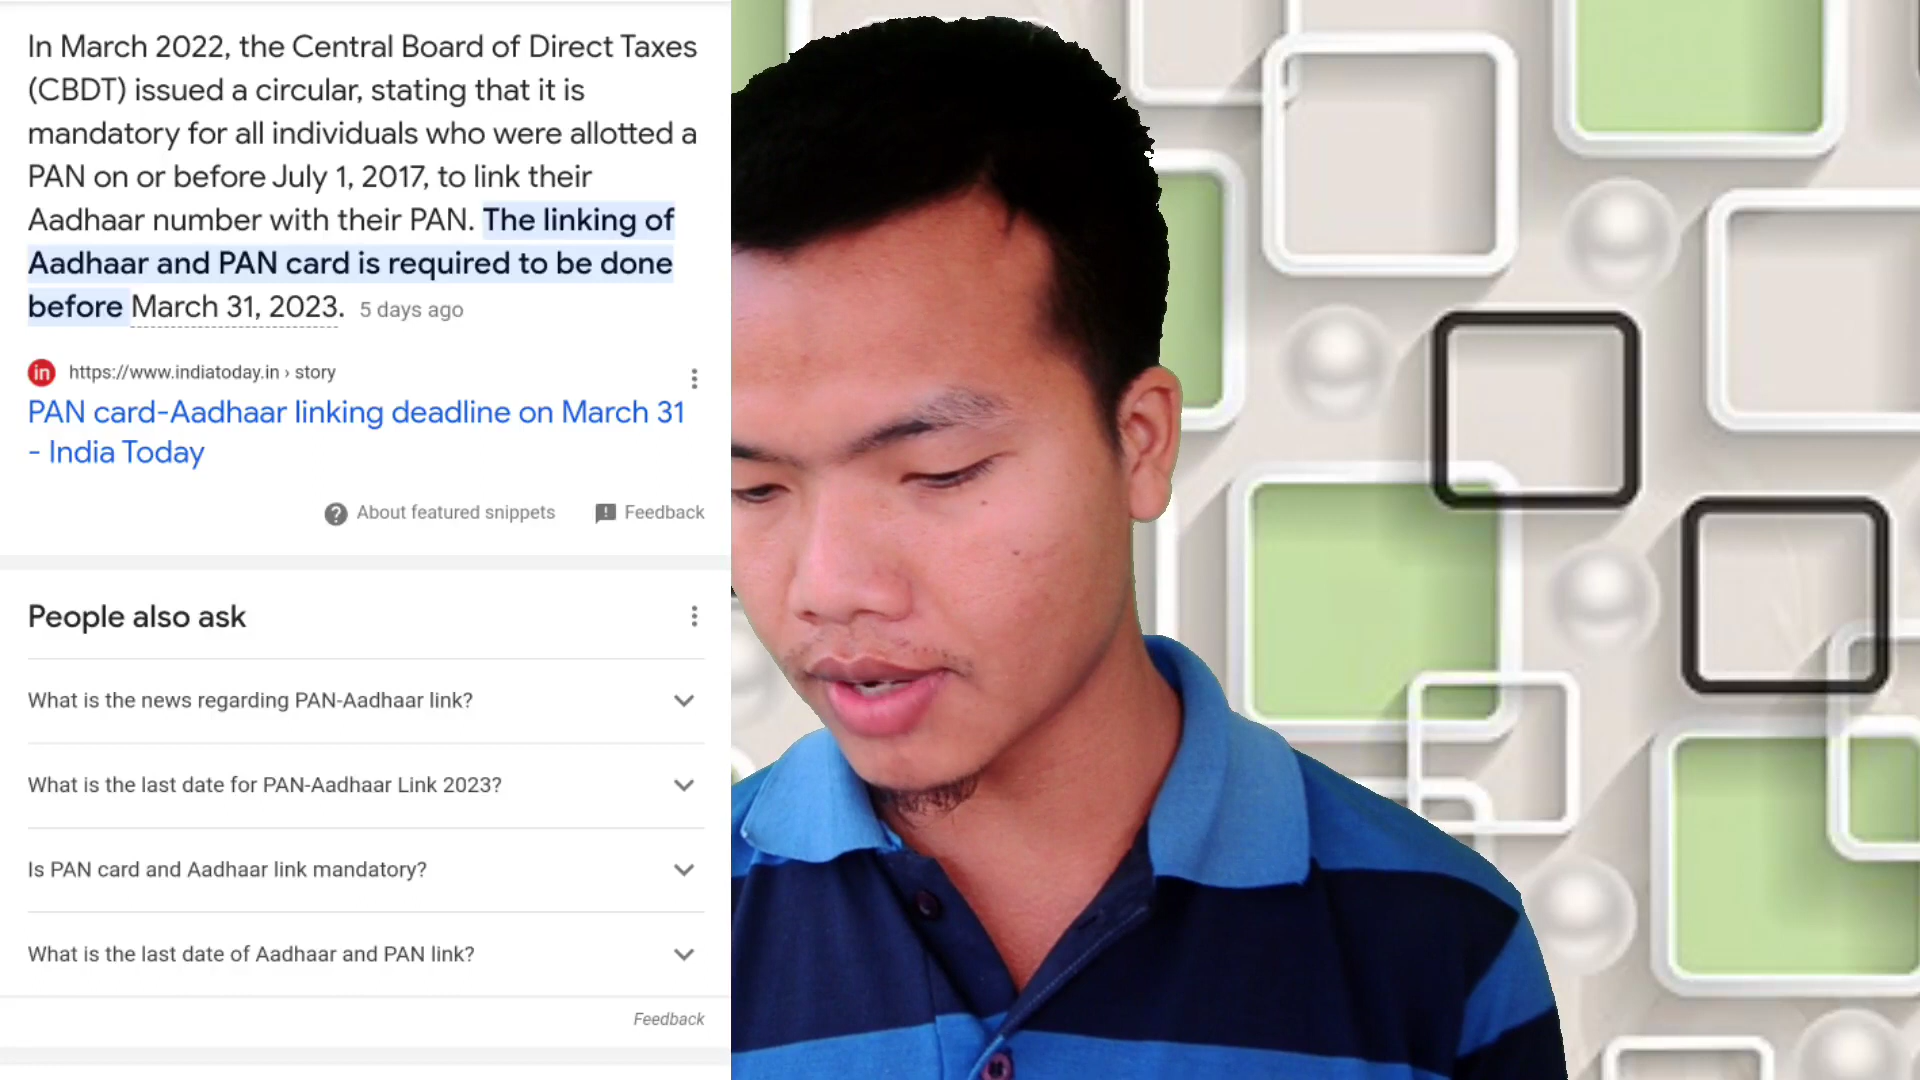 In March 2022, the Central Board of Direct Taxes
(CBDT) issued a circular, stating that it is
mandatory for all individuals who were allotted a
PAN on or before July 1, 2017, to link their
Aadhaar number with their PAN. The linking of
Aadhaar and PAN card is required to be done
before March 31, 2023. 5 days ago
in https://www.indiatoday.in › story
PAN card-Aadhaar linking deadline on March 31
- India Today
About featured snippets Feedback
People also ask
What is the news regarding PAN-Aadhaar link?
What is the last date for PAN-Aadhaar Link 2023?
Is PAN card and Aadhaar link mandatory?
What is the last date of Aadhaar and PAN link?
Feedback